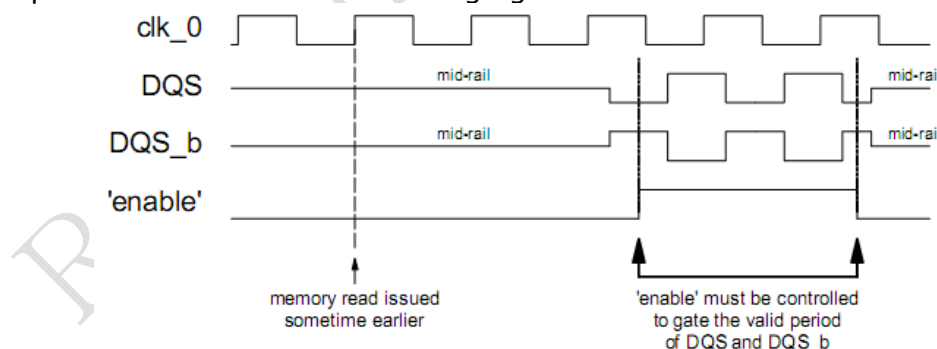 clk_0
mid-rail
mid-rai
DQS
mid-rail
mid-rai
DQS_b
'enable'
memory read issued
sometime earlier
'enable' must be controlled
to gate the valid period
of DQS and DQS_b